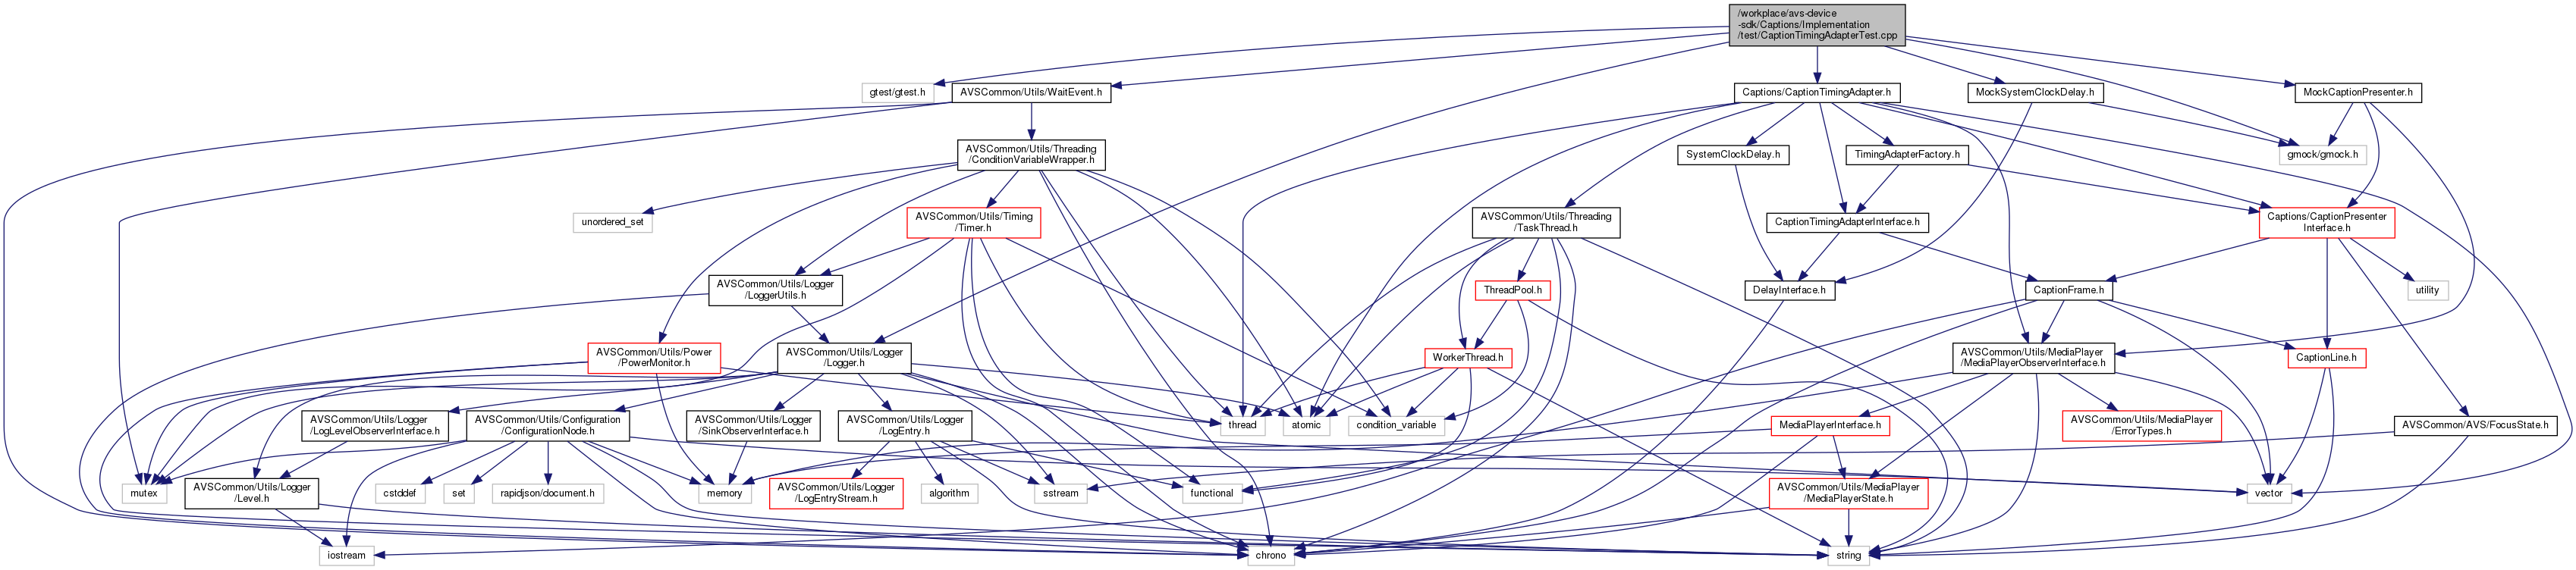 /workplace/avs-device
-sdk/Captions/Implementation
/test/CaptionTimingAdapterTest.cpp
gtest/gtest.h
AVSCommon/Utils/WaitEvent.h
Captions/CaptionTimingAdapter.h
MockSystemClockDelay.h
MockCaptionPresenter.h
AVSCommon/Utils/Threading
/ConditionVariableWrapper.h
SystemClockDelay.h
TimingAdapterFactory.h
gmock/gmock.h
unordered_set
AVSCommon/Utils/Timing
/Timer.h
AVSCommon/Utils/Threading
/TaskThread.h
CaptionTimingAdapterInterface.h
Captions/CaptionPresenter
Interface.h
AVSCommon/Utils/Logger
/LoggerUtils.h
ThreadPool.h
DelayInterface.h
CaptionFrame.h
utility
AVSCommon/Utils/Power
/PowerMonitor.h
AVSCommon/Utils/Logger
/Logger.h
WorkerThread.h
AVSCommon/Utils/MediaPlayer
/MediaPlayerObserverInterface.h
CaptionLine.h
AVSCommon/Utils/Logger
/LogLevelObserverInterface.h
AVSCommon/Utils/Configuration
/ConfigurationNode.h
AVSCommon/Utils/Logger
/SinkObserverInterface.h
AVSCommon/Utils/Logger
/LogEntry.h
thread
atomic
condition_variable
MediaPlayerInterface.h
AVSCommon/Utils/MediaPlayer
/ErrorTypes.h
AVSCommon/AVS/FocusState.h
mutex
AVSCommon/Utils/Logger
/Level.h
cstddef
set
rapidjson/document.h
memory
AVSCommon/Utils/Logger
/LogEntryStream.h
algorithm
sstream
functional
AVSCommon/Utils/MediaPlayer
/MediaPlayerState.h
vector
iostream
chrono
string